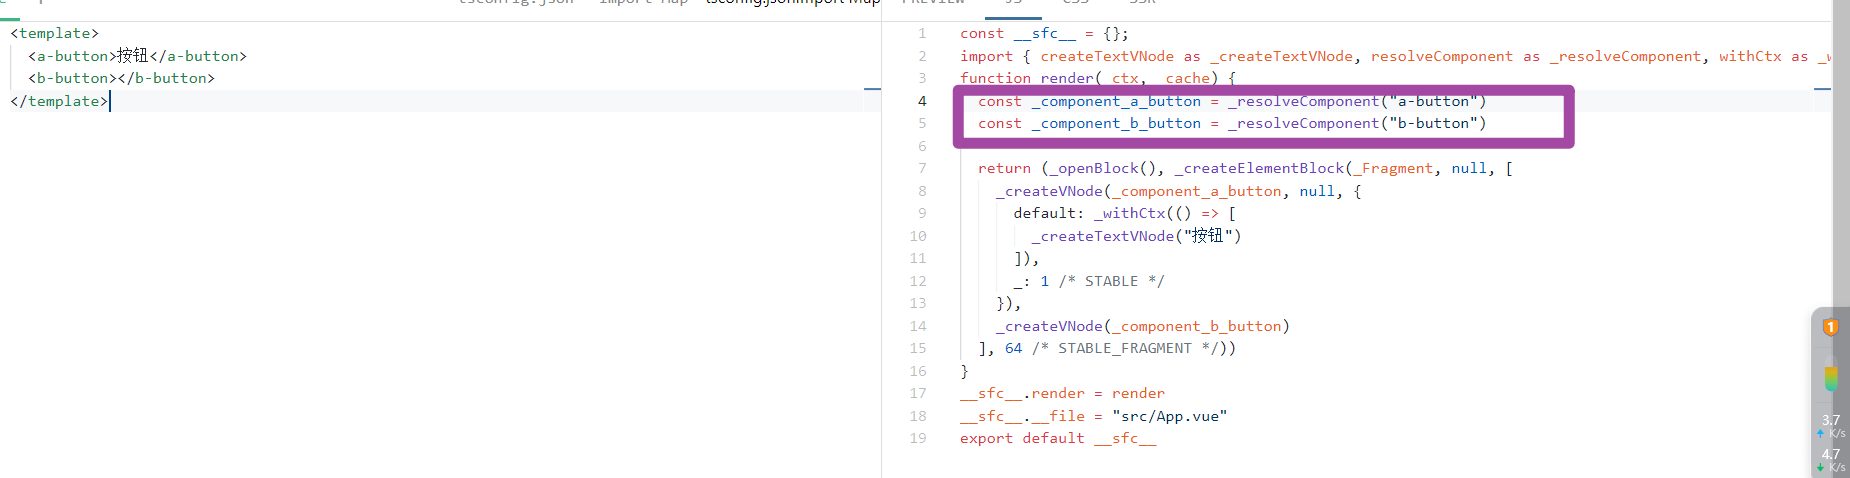 tsconfig.json import Map tsconfig.json
<template>
<a-button>按钮</a-button>
<b-button></b-button>
</template>
PREVIEW JS CSS SSR
1 const __sfc__ = {};
2 import { createTextVNode as _createTextVNode, resolveComponent as _resolveComponent, withCtx as _w
3 function render(_ctx, _cache) {
4 const _component_a_button = _resolveComponent("a-button")
5 const _component_b_button = _resolveComponent("b-button")
6
7 return (_openBlock(), _createElementBlock(_Fragment, null, [
8 _createVNode(_component_a_button, null, {
9 default: _withCtx(() => [
10 _createTextVNode("按钮")
11 ]),
12 _: 1 /* STABLE */
13 }),
14 _createVNode(_component_b_button)
15 ], 64 /* STABLE_FRAGMENT */))
16 }
17 __sfc__.render = render
18 __sfc__.__file = "src/App.vue"
19 export default __sfc__
1
3.7
K/s
4.7
K/s